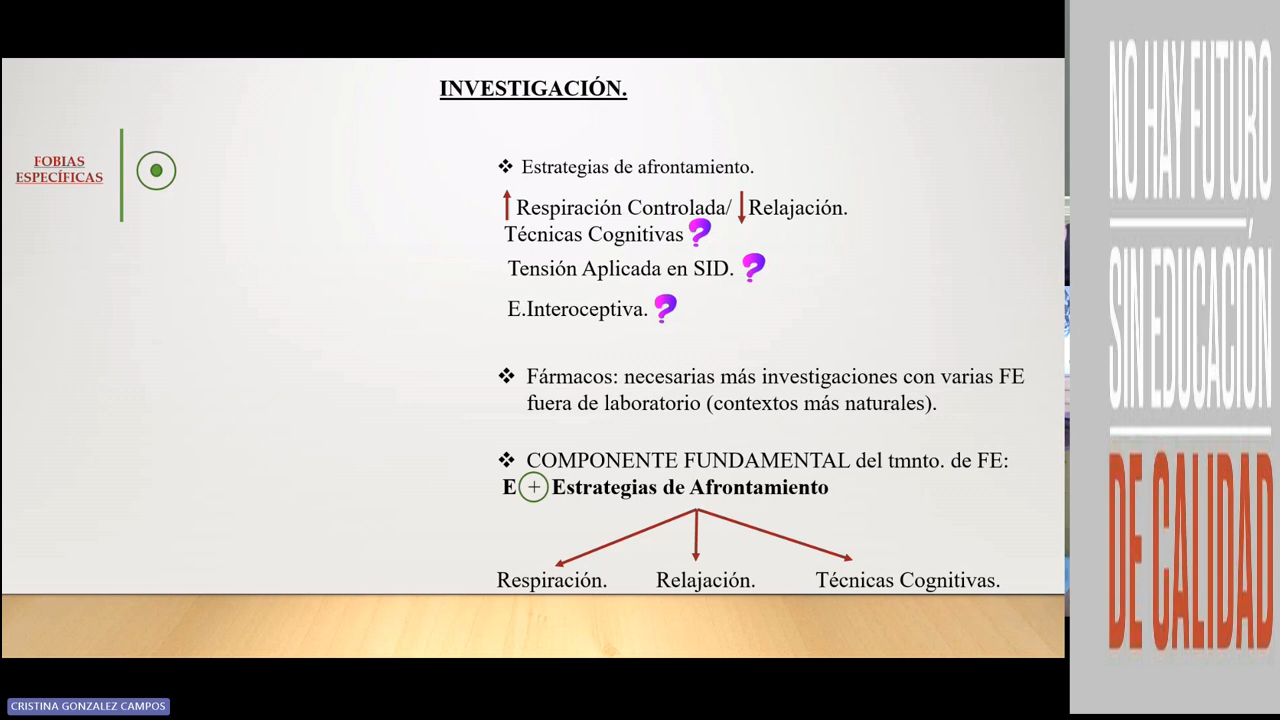 INVESTIGACIÓN.
FOBIAS
ESPECÍFICAS
❖ Estrategias de afrontamiento.
Respiración Controlada/ Relajación.
Técnicas Cognitivas ?
Tensión Aplicada en SID. ?
E.Interoceptiva. ?
❖ Fármacos: necesarias más investigaciones con varias FE
fuera de laboratorio (contextos más naturales).
❖ COMPONENTE FUNDAMENTAL del tmnto. de FE:
E + Estrategias de Afrontamiento
Respiración. Relajación. Técnicas Cognitivas.
NO HAY FUTURO
SIN EDUCACIÓN
DE CALIDAD
CRISTINA GONZALEZ CAMPOS